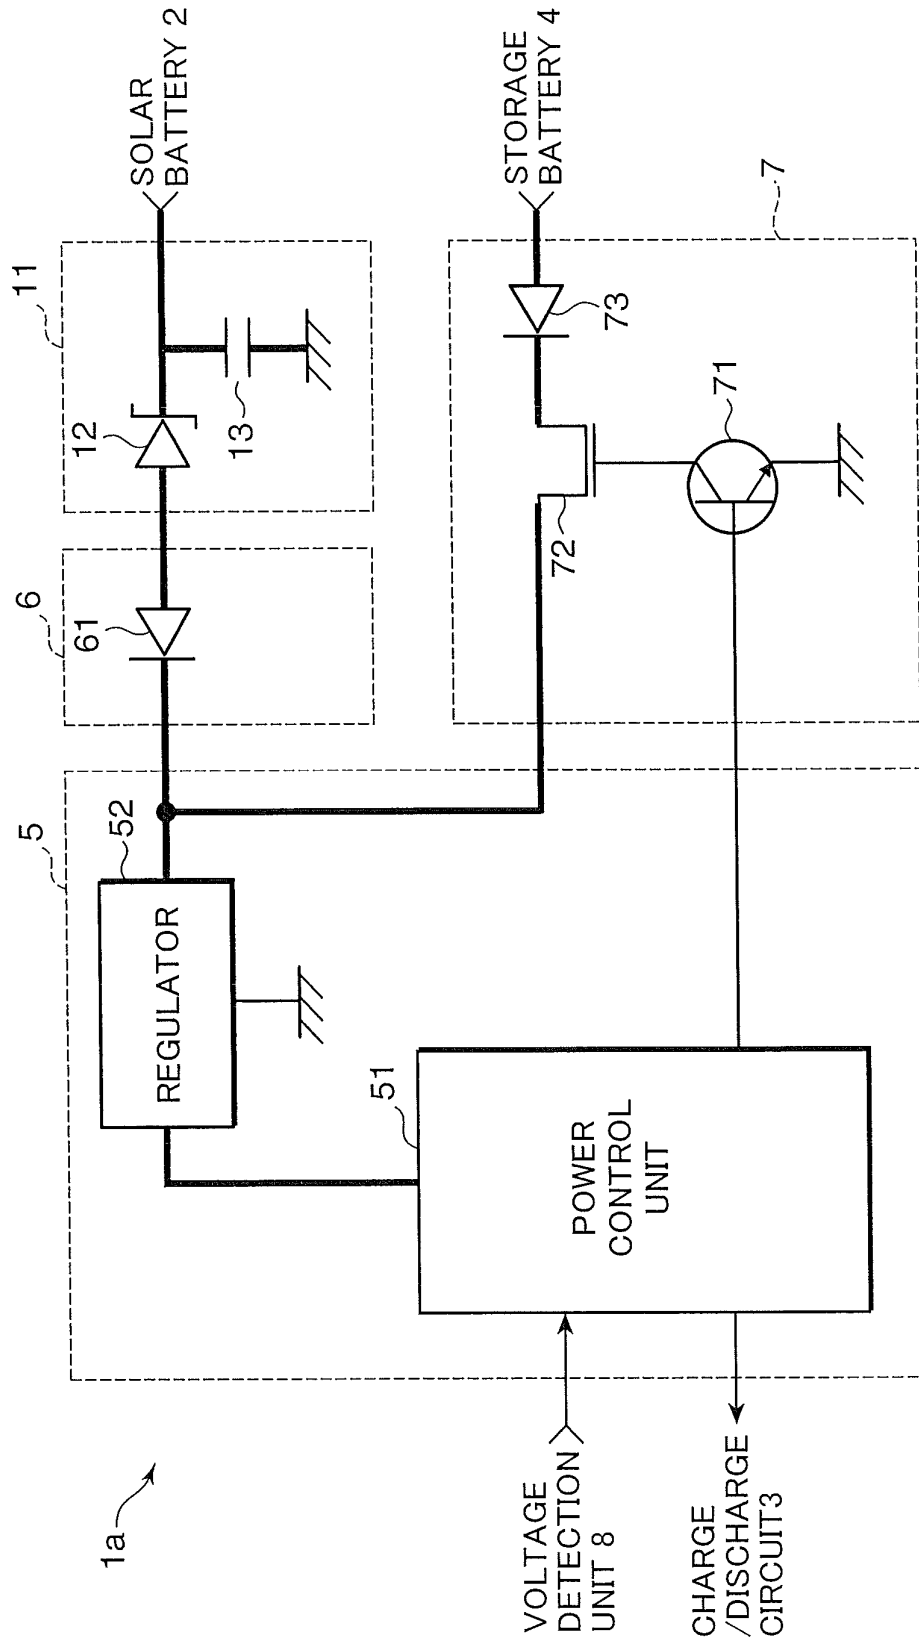 1a
5
REGULATOR
52
6
61
11
12
13
SOLAR
BATTERY 2
51
POWER
CONTROL
UNIT
72
73
71
7
STORAGE
BATTERY 4
VOLTAGE
DETECTION
UNIT 8
CHARGE
/DISCHARGE
CIRCUIT3